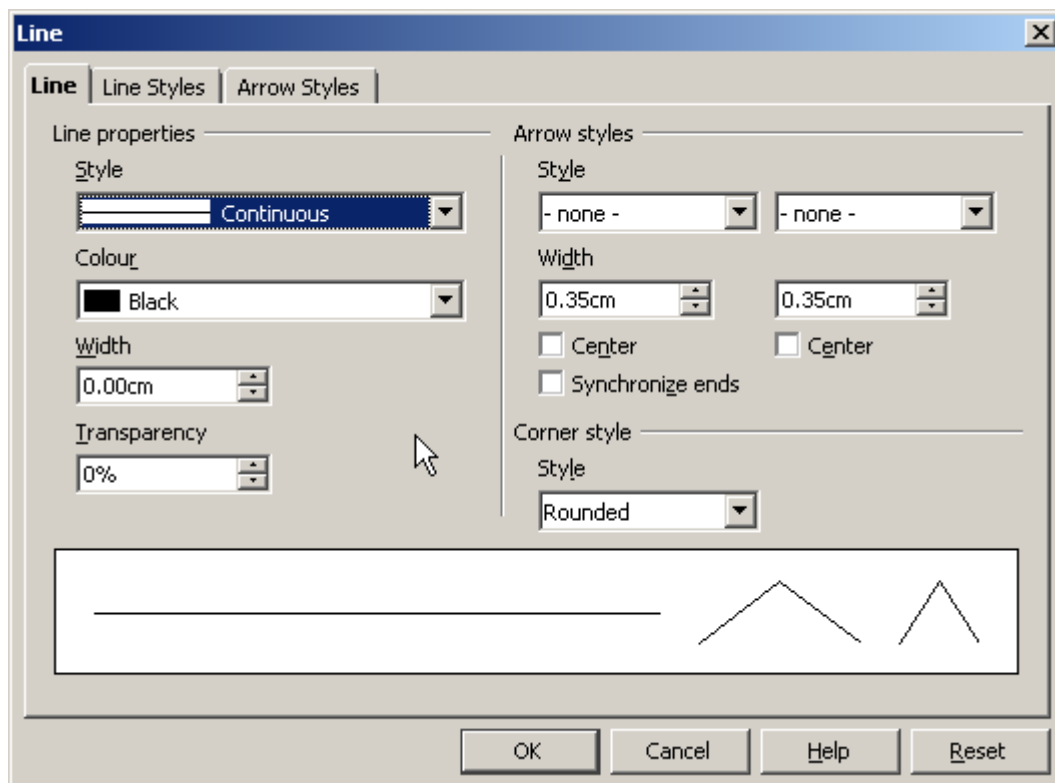 Line
Line Line Styles Arrow Styles
Line properties
Style
Continuous
Colour
Black
Width
0.00cm
Transparency
0%
Arrow styles
Style
- none - - none -
Width
0.35cm 0.35cm
Center Center
Synchronize ends
Corner style
Style
Rounded
OK Cancel Help Reset